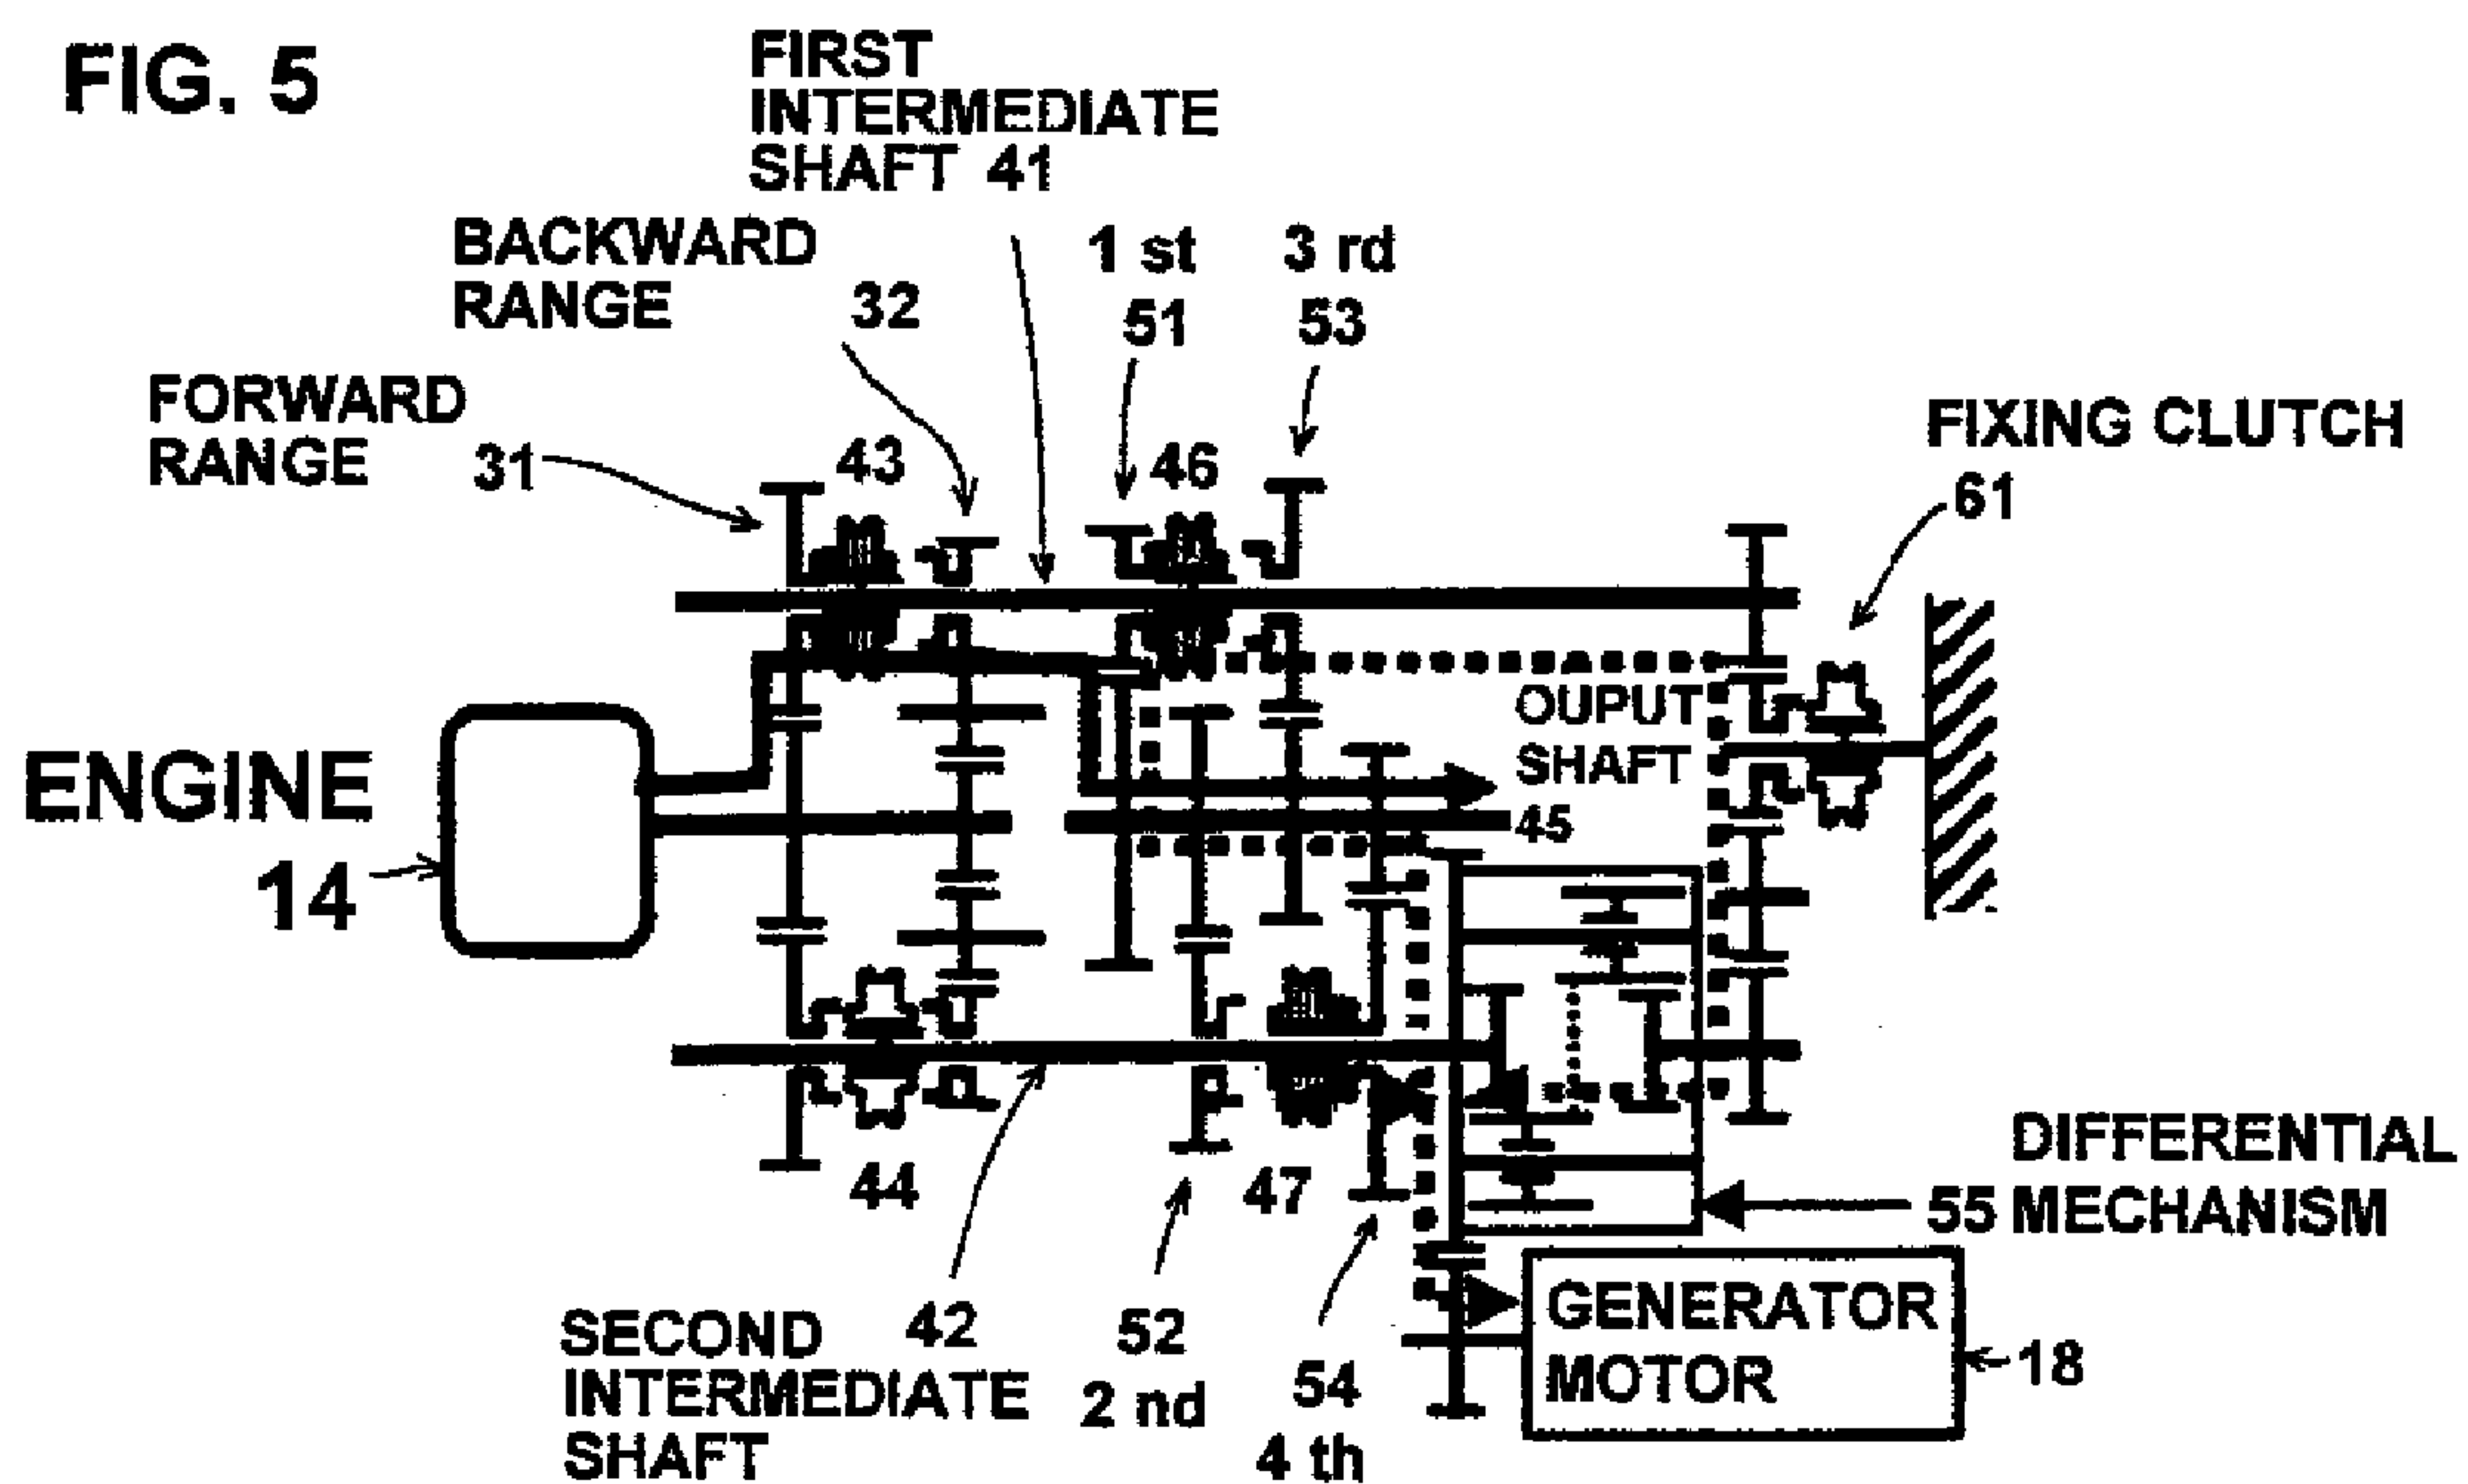 FIG. 5
FIRST
INTERMEDIATE
SHAFT 41
BACKWARD
RANGE 32
1 st
51
3 rd
53
FORWARD
RANGE 31
43
46
FIXING CLUTCH
61
ENGINE
14
OUPUT
SHAFT
45
44
47
DIFFERENTIAL
55 MECHANISM
SECOND 42
INTERMEDIATE
SHAFT
52
2 nd
54
4 th
GENERATOR
MOTOR
18